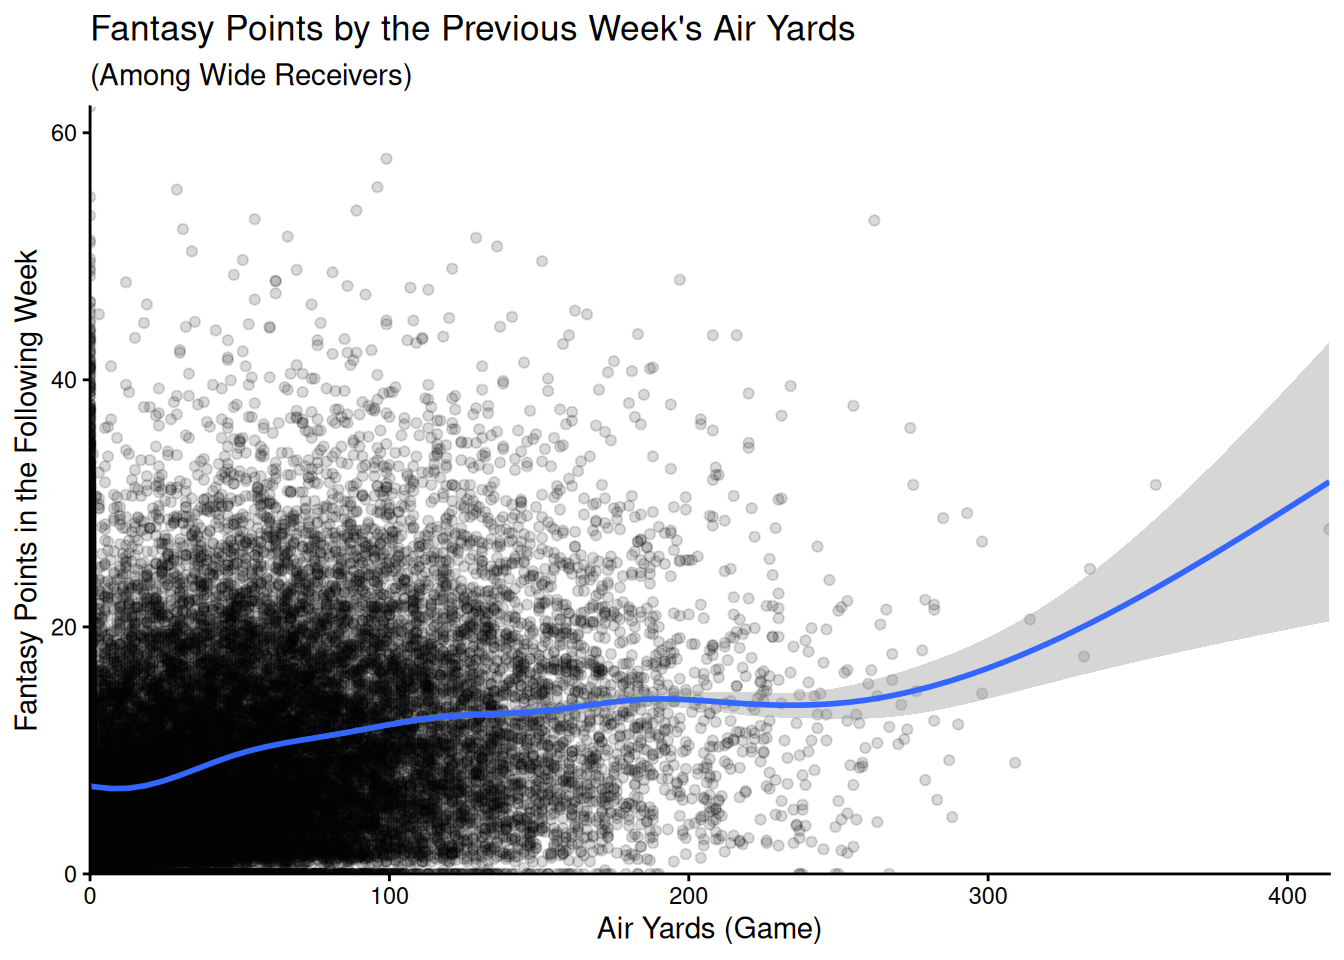 Fantasy Points by the Previous Week's Air Yards
(Among Wide Receivers)
Fantasy Points in the Following Week
60
40
20
0
0 100 200 300 400
Air Yards (Game)